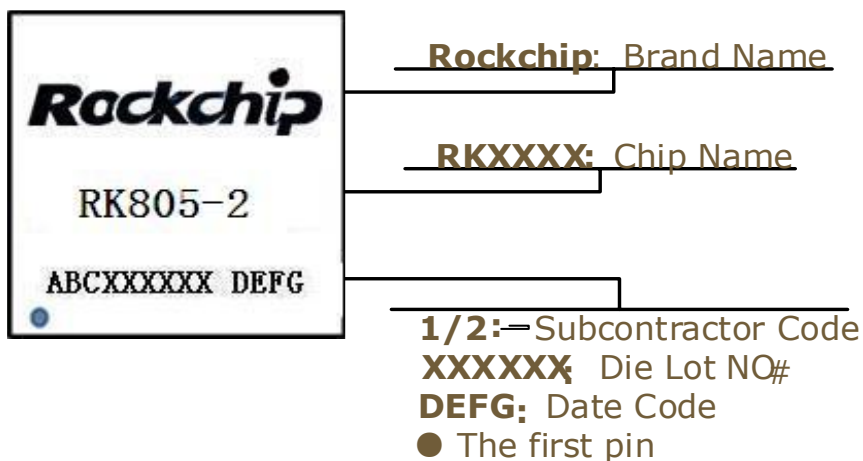 Rockchip
RK805-2
ABCXXXXXX DEFG
Rockchip: Brand Name
RKXXXX: Chip Name
1/2: Subcontractor Code
XXXXXX: Die Lot NO#
DEFG: Date Code
● The first pin